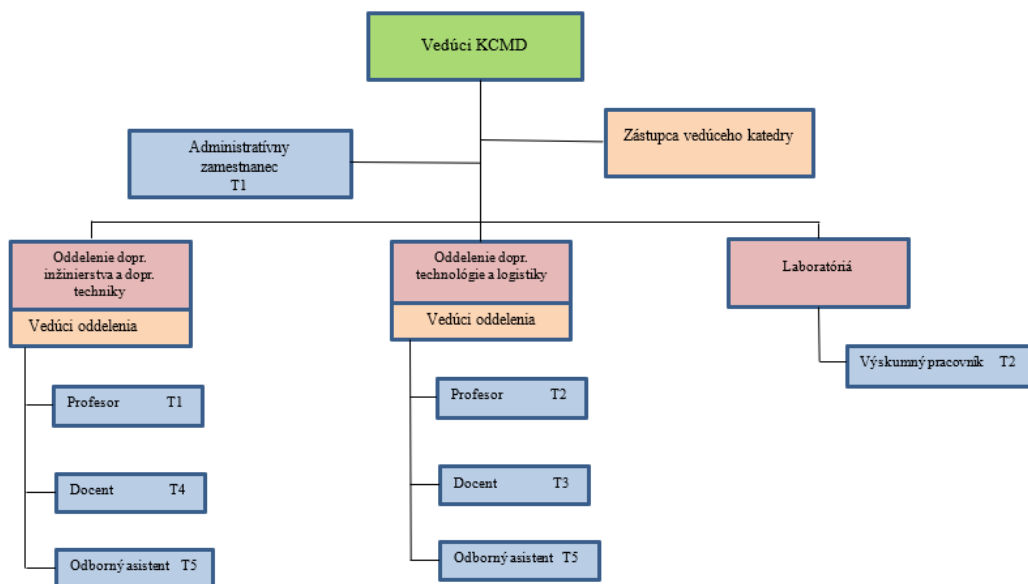 Vedúci KCMD
Zástupca vedúceho katedry
Administratívny
zamestnanec
T1
Oddelenie dopr.
inžinierstva a dopr.
techniky
Vedúci oddelenia
Profesor T1
Docent T4
Odborný asistent T5
Oddelenie dopr.
technológie a logistiky
Vedúci oddelenia
Profesor T2
Docent T3
Odborný asistent T5
Laboratóriá
Výskumný pracovník T2